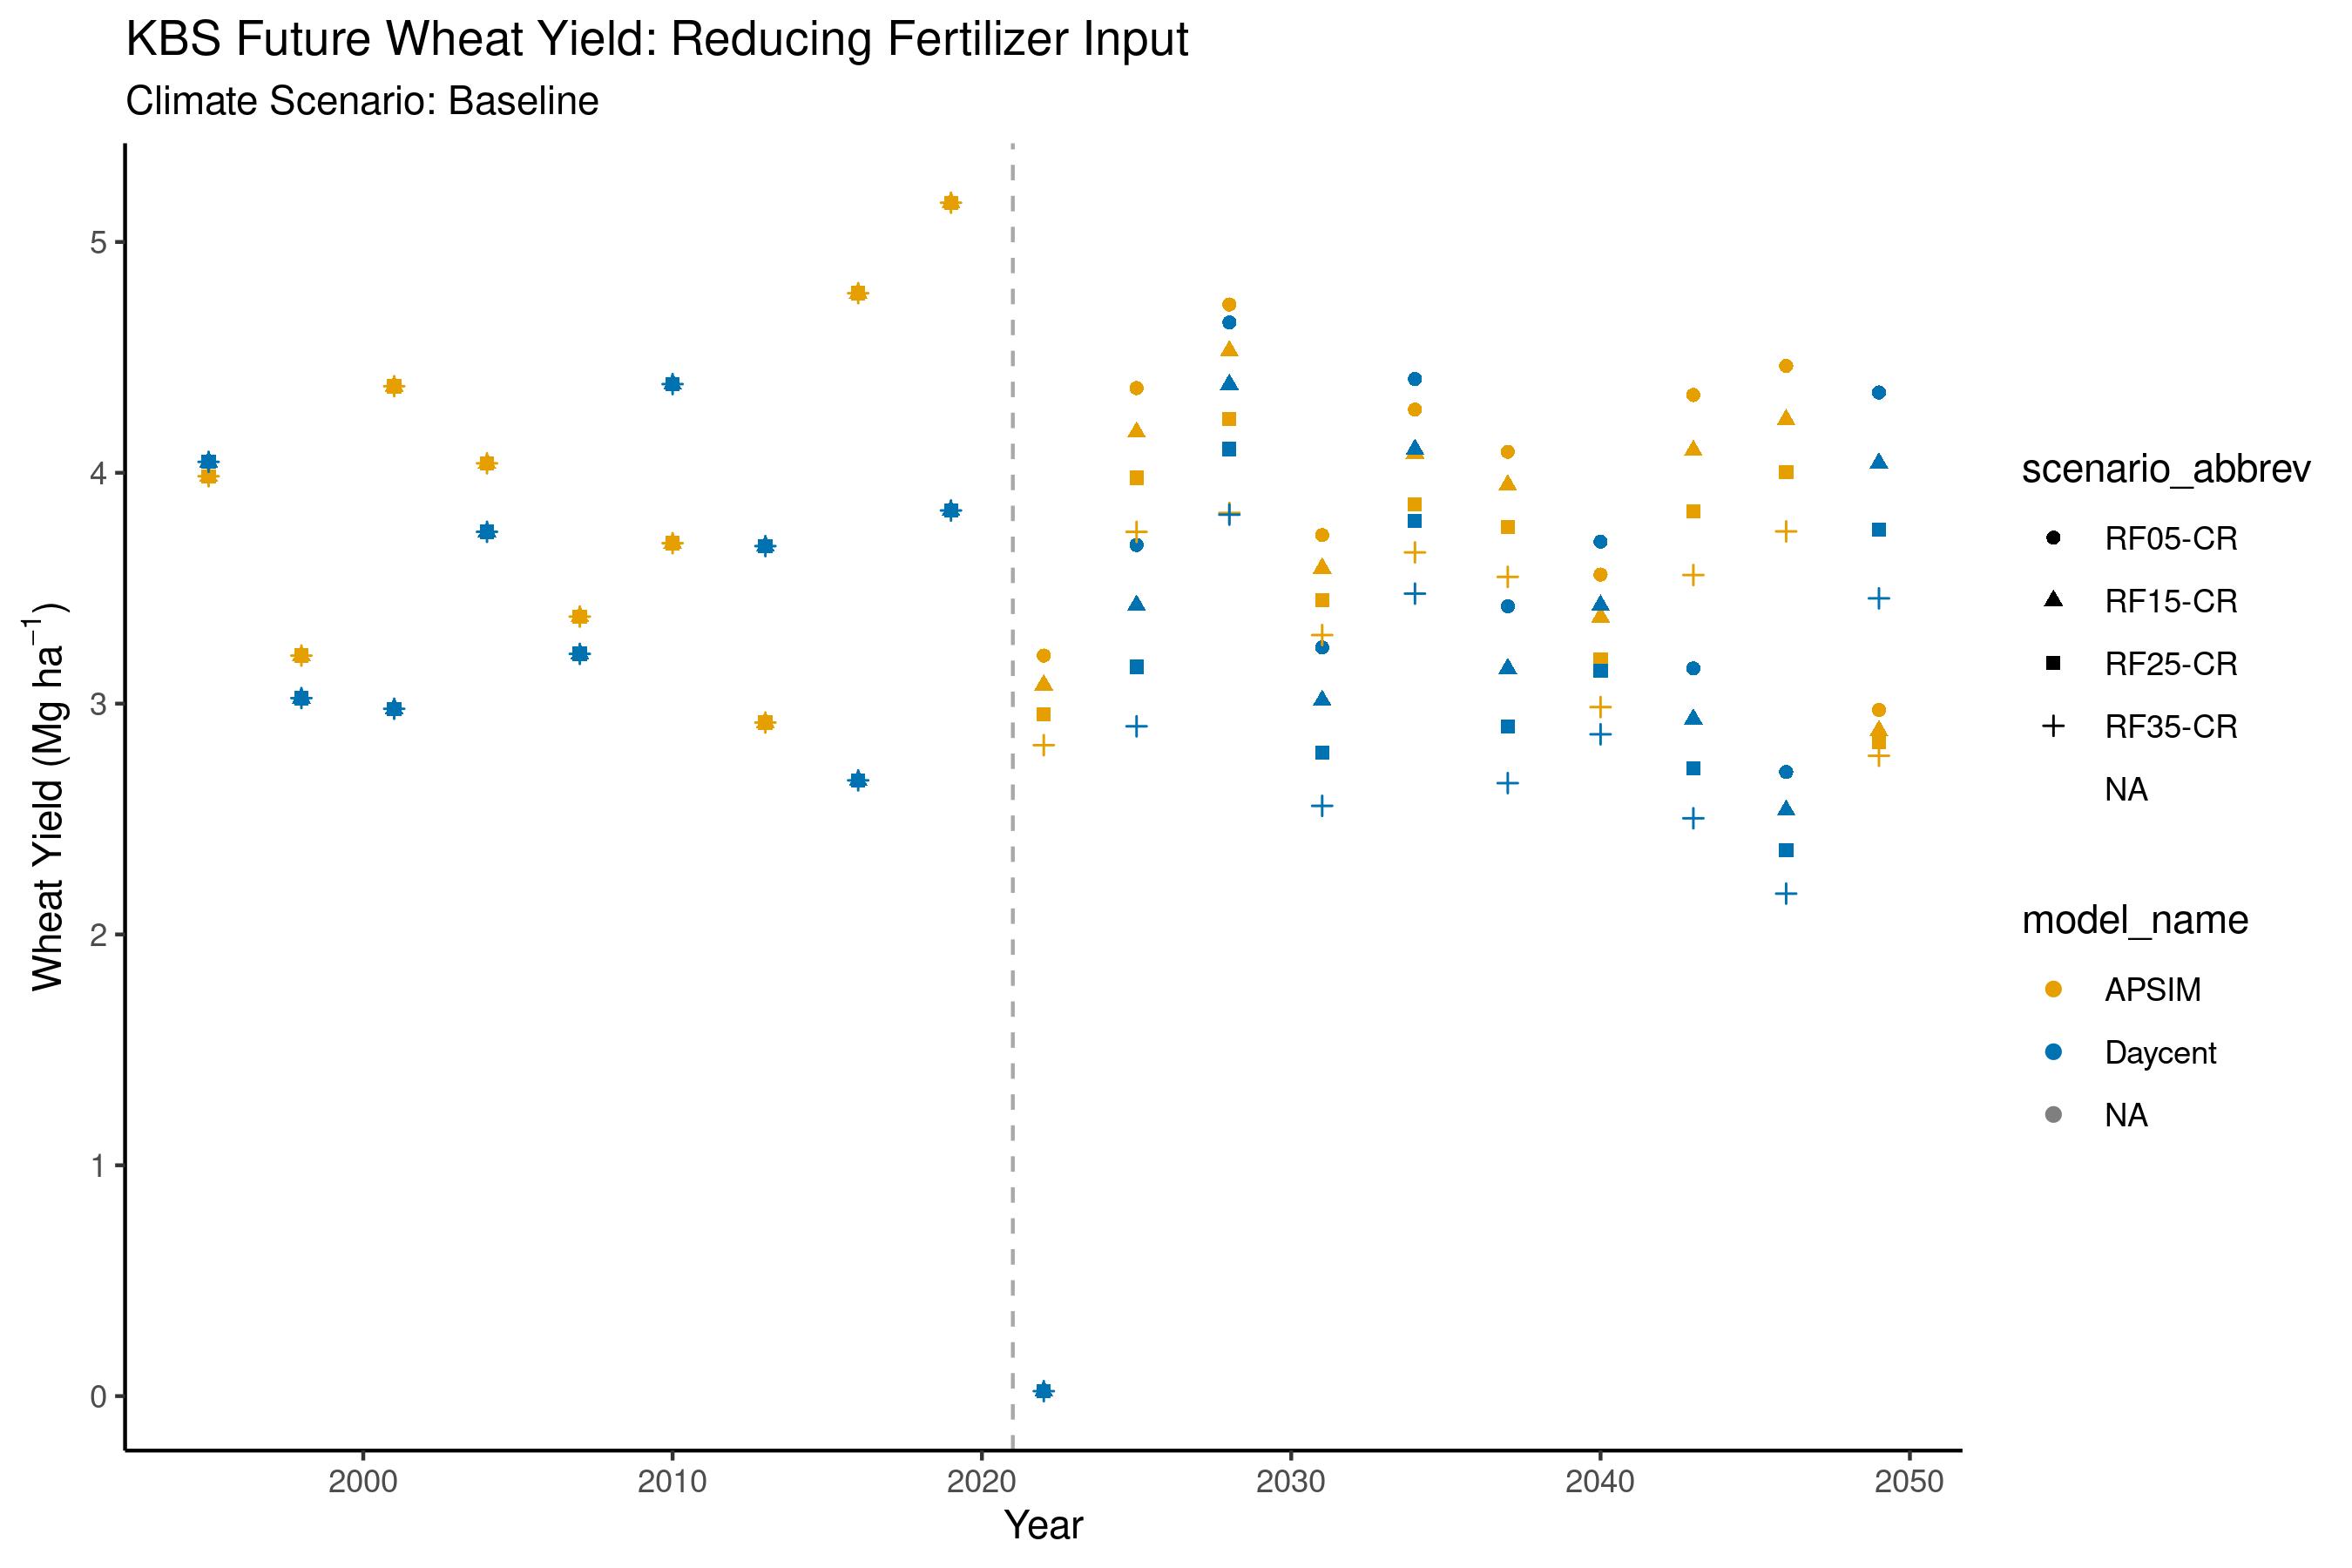 KBS Future Wheat Yield: Reducing Fertilizer Input
Climate Scenario: Baseline
Wheat Yield (Mg ha⁻¹)
5
4
3
2
1
0
2000
2010
2020
2030
2040
2050
Year
scenario_abbrev
RF05-CR
RF15-CR
RF25-CR
RF35-CR
NA
model_name
APSIM
Daycent
NA